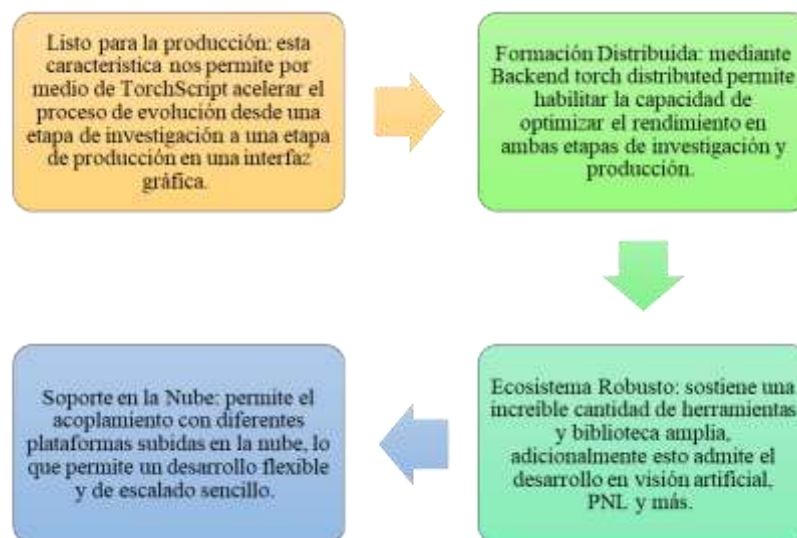 Listo para la producción: esta
característica nos permite por
medio de TorchScript acelerar el
proceso de evolución desde una
etapa de investigación a una etapa
de producción en una interfaz
gráfica.
Formación Distribuida: mediante
Backend torch distributed permite
habilitar la capacidad de
optimizar el rendimiento en
ambas etapas de investigación y
producción.
Ecosistema Robusto: sostiene una
increíble cantidad de herramientas
y biblioteca amplia,
adicionalmente esto admite el
desarrollo en visión artificial,
PNL y más.
Soporte en la Nube: permite el
acoplamiento con diferentes
plataformas subidas en la nube, lo
que permite un desarrollo flexible
y de escalado sencillo.